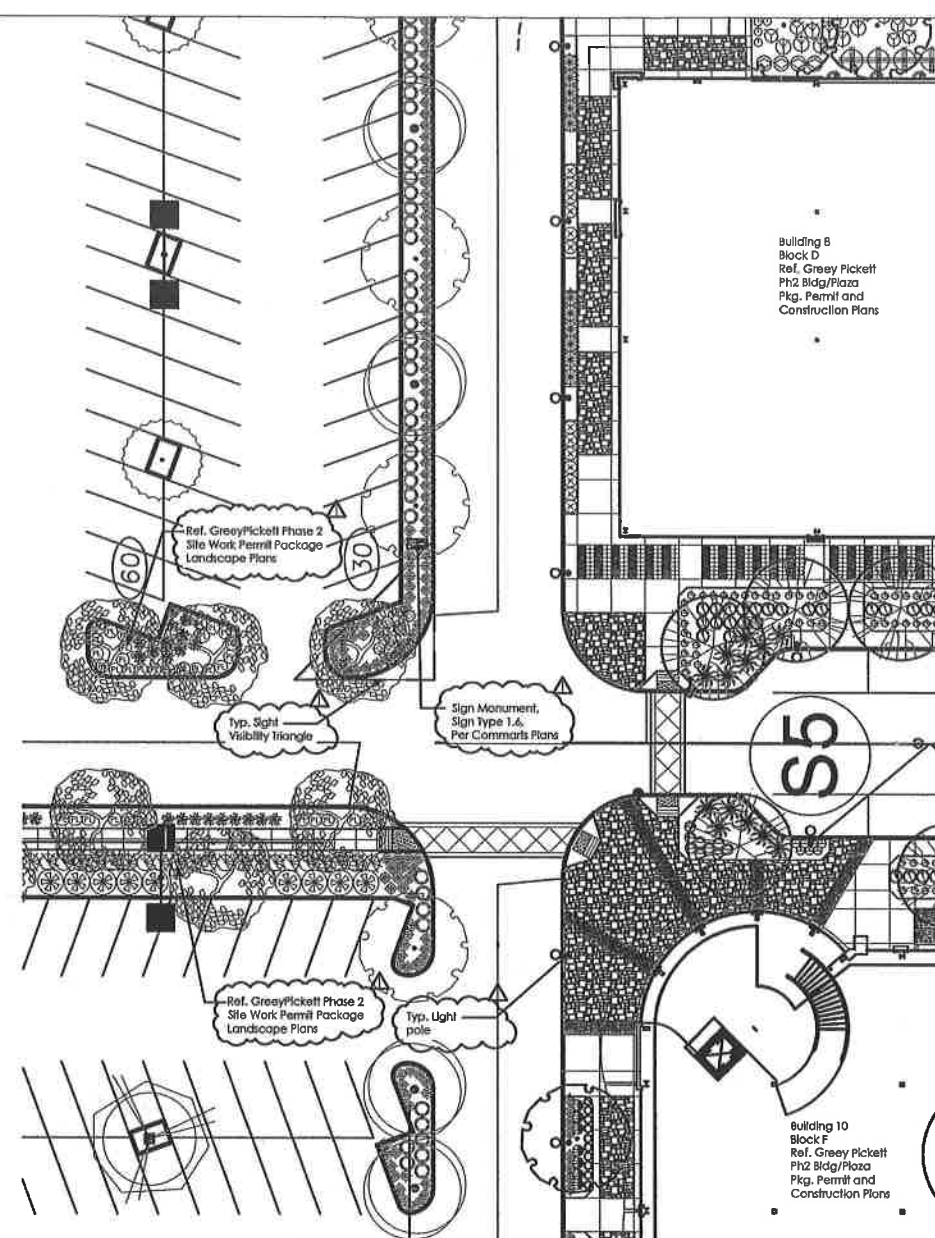 Building 8
Block D
Ref. Greey Pickett
Ph2 Bldg/Plaza
Pkg. Permit and
Construction Plans
Ref. GreeyPickett Phase 2
Site Work Permit Package
Landscape Plans
60
30
Typ. Sight
Visibility Triangle
Sign Monument,
Sign Type 1.6,
Per Commarts Plans
S5
Ref. GreeyPickett Phase 2
Site Work Permit Package
Landscape Plans
Typ. Light
pole
Building 10
Block F
Ref. Greey Pickett
Ph2 Bldg/Plaza
Pkg. Permit and
Construction Plans